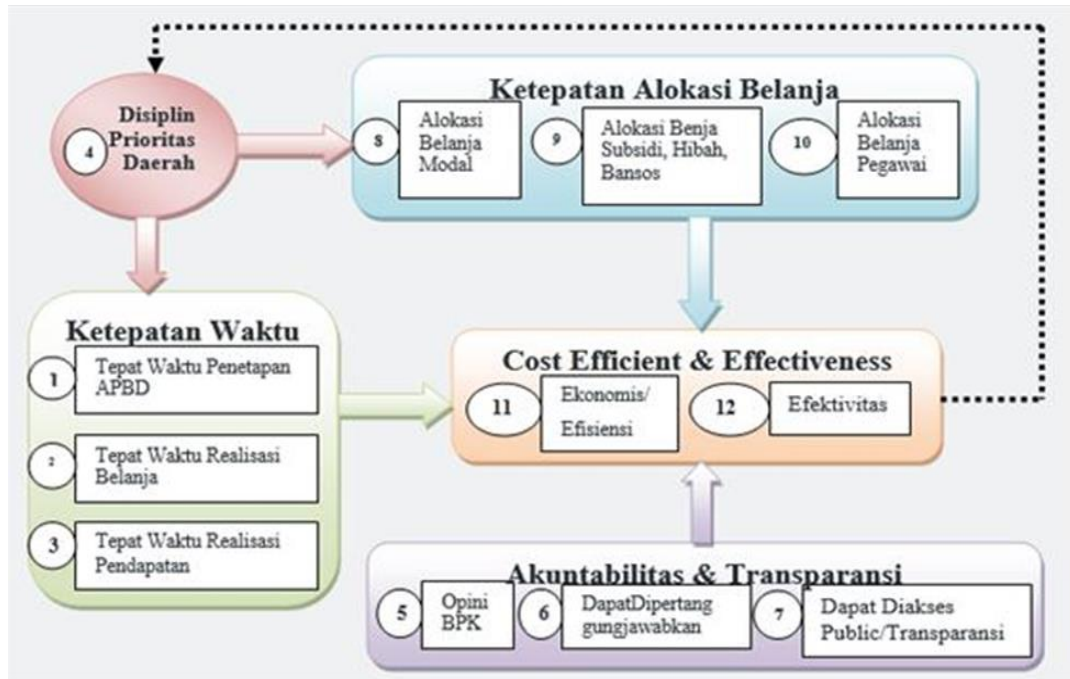 Disiplin
Prioritas
Daerah
4
Ketepatan Alokasi Belanja
8
Alokasi
Belanja
Modal
9
Alokasi Benja
Subsidi, Hibah,
Bansos
10
Alokasi
Belanja
Pegawai
Ketepatan Waktu
1
Tepat Waktu Penetapan
APBD
2
Tepat Waktu Realisasi
Belanja
3
Tepat Waktu Realisasi
Pendapatan
Cost Efficient & Effectiveness
11
Ekonomis/
Efisiensi
12
Efektivitas
Akuntabilitas & Transparansi
5
Opini
BPK
6
DapatDipertang
gungjawabkan
7
Dapat Diakses
Public/Transparansi